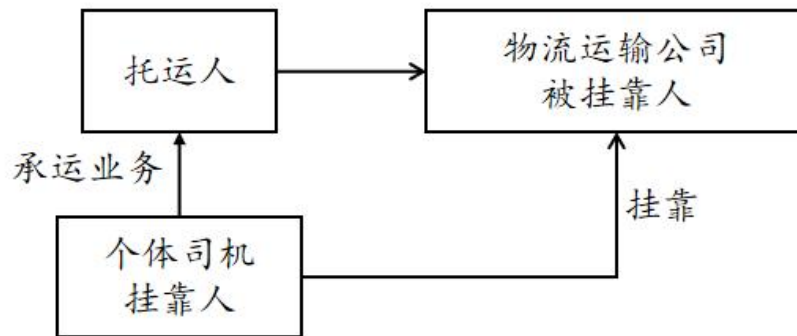 托运人
物流运输公司
被挂靠人
承运业务
挂靠
个体司机
挂靠人